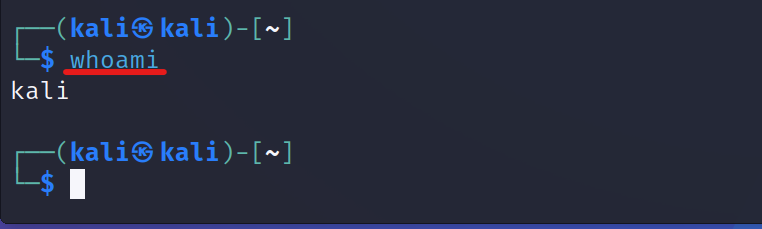 ┌──(kali㉿kali)-[~]
└─$ whoami
kali
┌──(kali㉿kali)-[~]
└─$